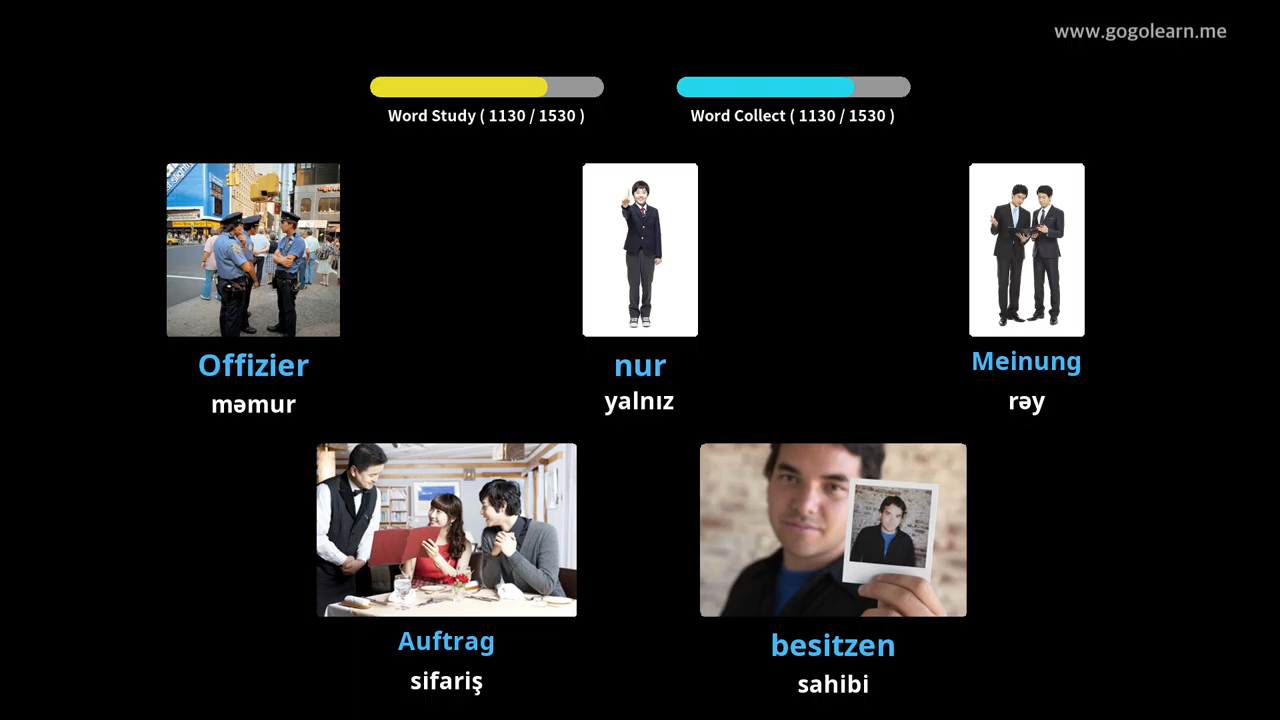 www.gogolearn.me
Word Study ( 1130 / 1530 )
Word Collect ( 1130 / 1530 )
Offizier
məmur
nur
yalnız
Meinung
rəy
Auftrag
sifariş
besitzen
sahibi